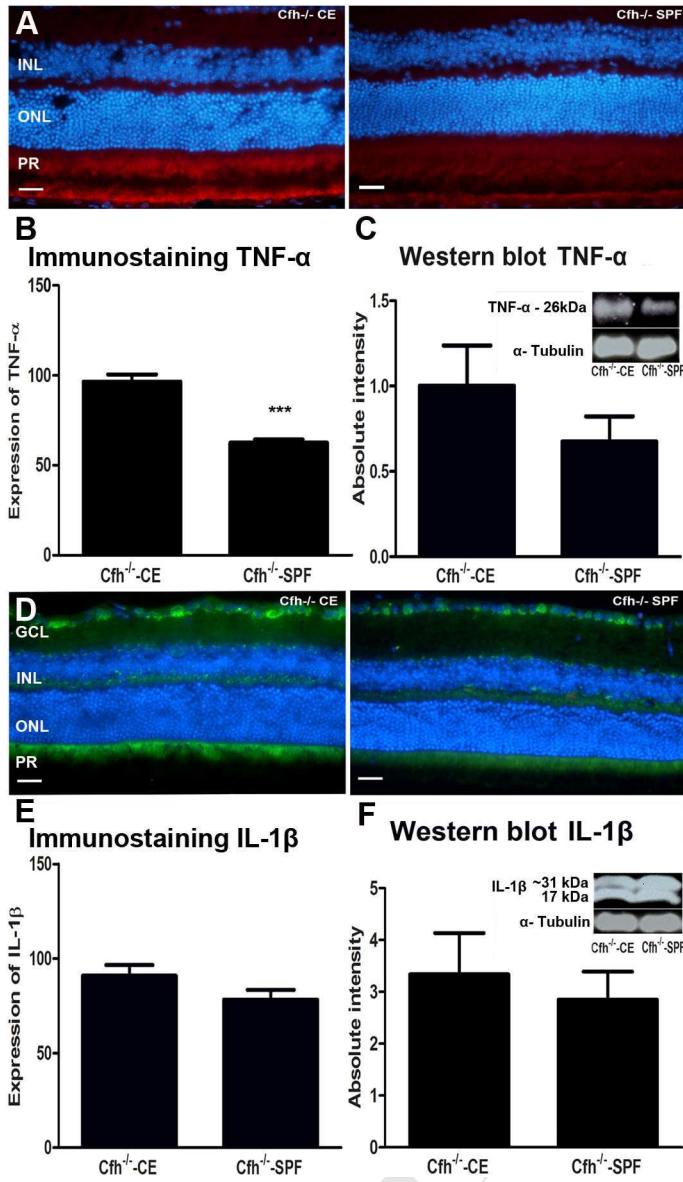 A
Cfh-/- CE
Cfh-/- SPF
INL
ONL
PR
B
Immunostaining TNF-α
Expression of TNF-α
150
100
50
0
***
Cfh-/--CE
Cfh-/--SPF
C
Western blot TNF-α
Absolute intensity
1.5
1.0
0.5
0.0
TNF-α - 26kDa
α- Tubulin
Cfh-/--CE
Cfh-/--SPF
Cfh-/--CE
Cfh-/--SPF
D
Cfh-/- CE
Cfh-/- SPF
GCL
INL
ONL
PR
E
Immunostaining IL-1β
Expression of IL-1β
150
100
50
0
Cfh-/--CE
Cfh-/--SPF
F
Western blot IL-1β
Absolute intensity
5
4
3
2
1
0
IL-1β ~31 kDa
17 kDa
α- Tubulin
Cfh-/--CE
Cfh-/--SPF
Cfh-/--CE
Cfh-/--SPF